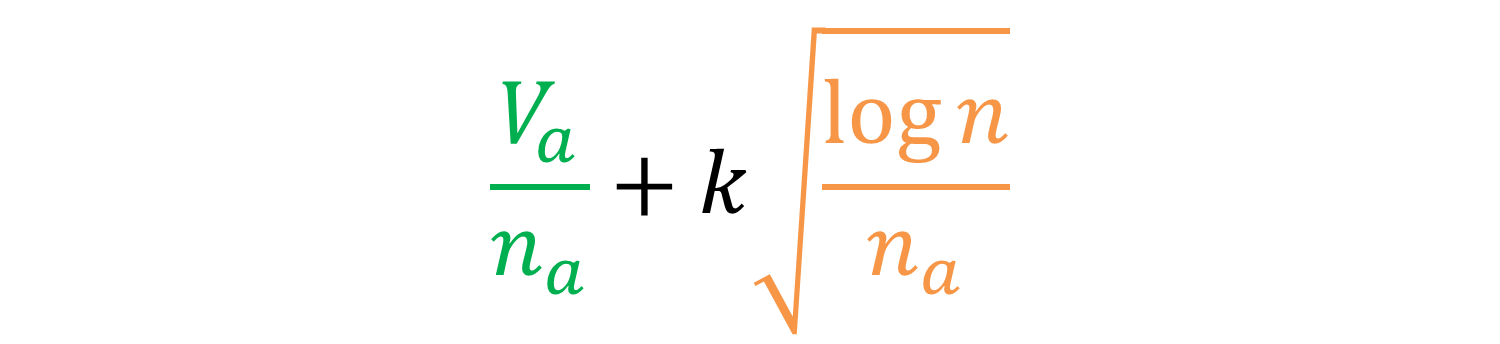 V_a/n_a + k √(log n/n_a)